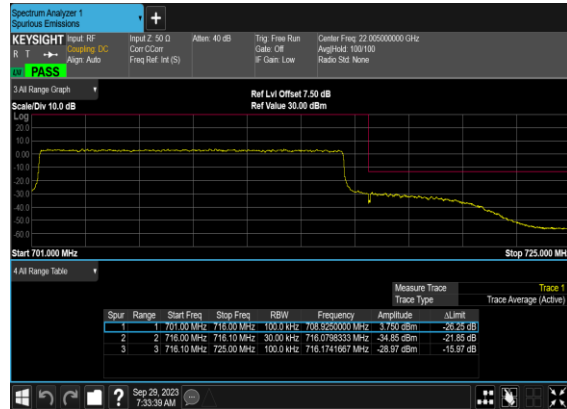 Spectrum Analyzer 1
Spurious Emissions
+
KEYSIGHT Input: RF Input Z: 50 Ω Atten: 40 dB Trig: Free Run Center Freq: 22.005000000 GHz
R T Coupling: DC Corr CCorr Gate: Off Avg|Hold: 100/100
Align: Auto Freq Ref: Int (S) IF Gain: Low Radio Std: None
PASS
3 All Range Graph
Ref Lvl Offset 7.50 dB
Scale/Div 10.0 dB Ref Value 30.00 dBm
Log
20.0
10.0
0.00
-10.0
-20.0
-30.0
-40.0
-50.0
-60.0
Start 701.000 MHz Stop 725.000 MH
4 All Range Table
Measure Trace Trace 1
Trace Type Trace Average (Active)
Spur Range Start Freq Stop Freq RBW Frequency Amplitude ΔLimit
1 1 701.00 MHz 716.00 MHz 100.0 kHz 708.9250000 MHz 3.750 dBm -26.25 dB
2 2 716.00 MHz 716.10 MHz 30.00 kHz 716.0798333 MHz -34.85 dBm -21.85 dB
3 3 716.10 MHz 725.00 MHz 100.0 kHz 716.1741667 MHz -28.97 dBm -15.97 dB
? Sep 29, 2023
7:33:39 AM